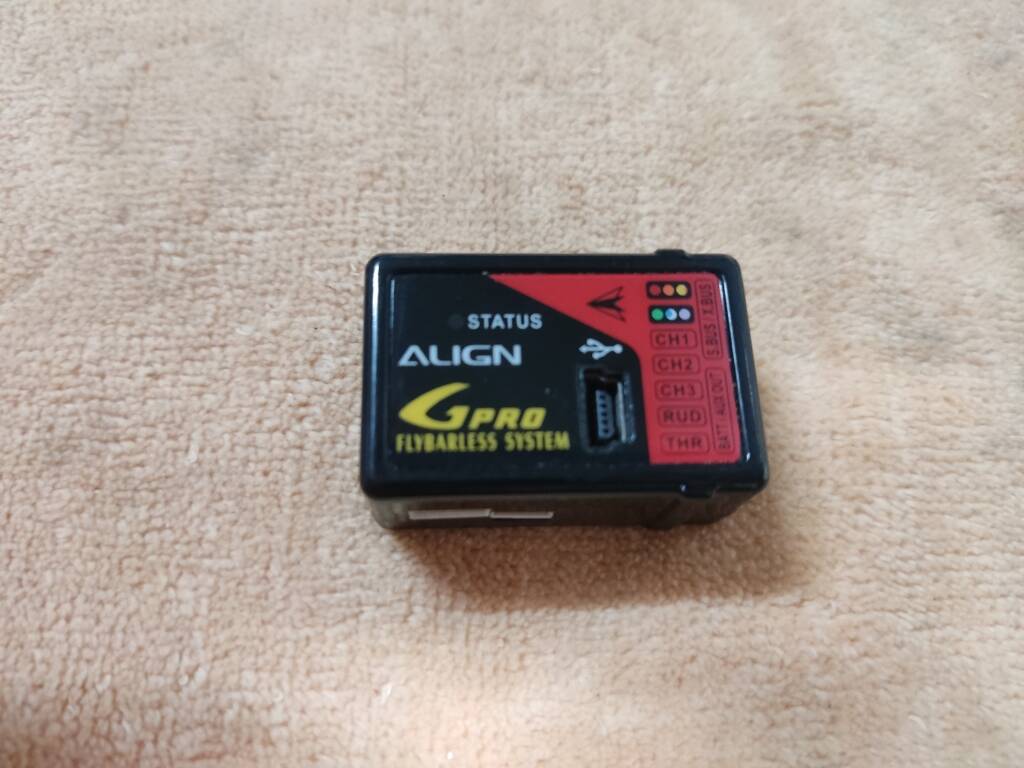 STATUS
ALIGN
GPRO
FLYBARLESS SYSTEM
CH1
CH2
CH3
RUD
THR
S.BUS / X.BUS
BATT / AUX OUT